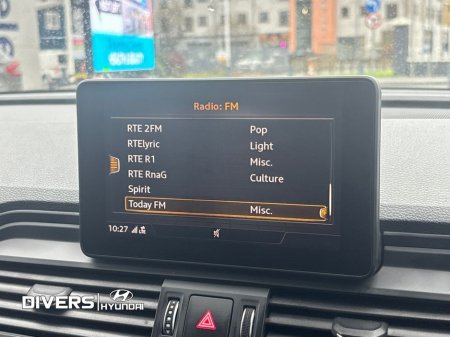 Radio: FM
RTE 2FM Pop
RTElyric Light
RTE R1 Misc.
RTE RnaG Culture
Spirit
Today FM Misc.
10:27
DIVERS HYUNDAI